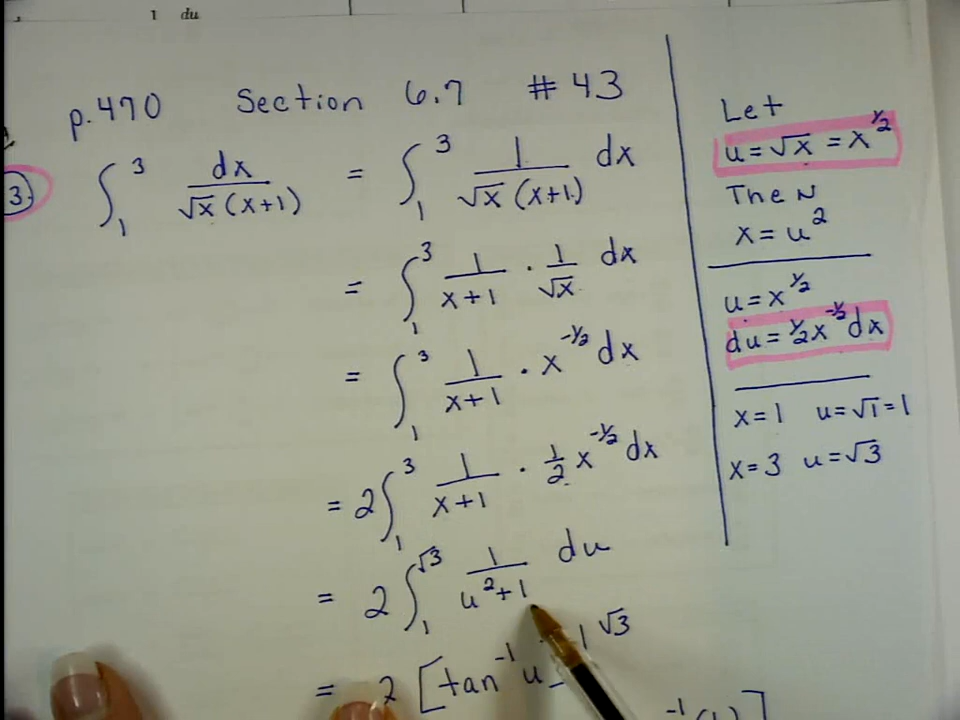 1 du
p.470 Section 6.7 #43
3. ∫₁³ dx / √x (x+1) = ∫₁³ 1 / √x (x+1) dx
= ∫₁³ 1/(x+1) · 1/√x dx
= ∫₁³ 1/(x+1) · x^(-1/2) dx
= 2 ∫₁³ 1/(x+1) · 1/2 x^(-1/2) dx
= 2 ∫₁^√3 1/(u²+1) du
= 2 [tan⁻¹ u] √3
⁻¹(1)]
Let
u = √x = x^(1/2)
Then
x = u²
u = x^(1/2)
du = 1/2 x^(-1/2) dx
x = 1 u = √1 = 1
x = 3 u = √3